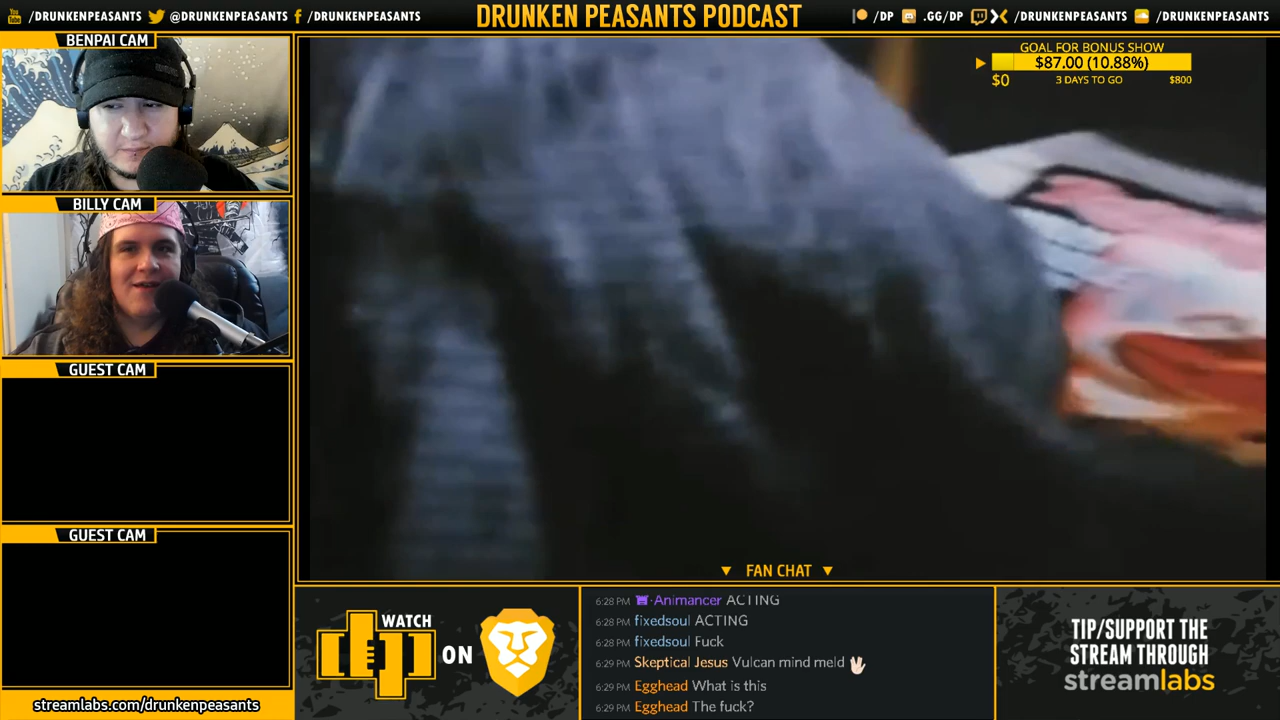 You Tube /DRUNKENPEASANTS @DRUNKENPEASANTS f /DRUNKENPEASANTS
DRUNKEN PEASANTS PODCAST
/DP .GG/DP /DRUNKENPEASANTS /DRUNKENPEASANTS
BENPAI CAM
GOAL FOR BONUS SHOW
$87.00 (10.88%)
$0 3 DAYS TO GO $800
BILLY CAM
GUEST CAM
GUEST CAM
streamlabs.com/drunkenpeasants
FAN CHAT
WATCH
ON
6:28 PM Animancer ACTING
6:28 PM fixedsoul ACTING
6:28 PM fixedsoul Fuck
6:29 PM Skeptical Jesus Vulcan mind meld 🖖🏻
6:29 PM Egghead What is this
6:29 PM Egghead The fuck?
TIP/SUPPORT THE
STREAM THROUGH
streamlabs